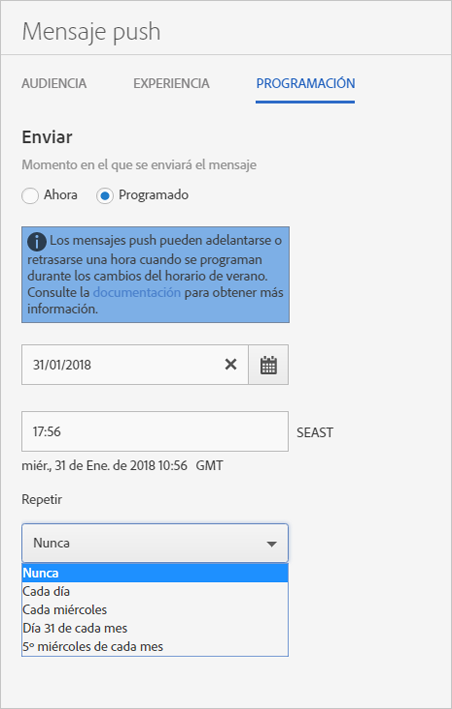 Mensaje push
AUDIENCIA EXPERIENCIA PROGRAMACIÓN
Enviar
Momento en el que se enviará el mensaje
Ahora Programado
Los mensajes push pueden adelantarse o
retrasarse una hora cuando se programan
durante los cambios del horario de verano.
Consulte la documentación para obtener más
información.
31/01/2018
17:56 SEAST
miér., 31 de Ene. de 2018 10:56 GMT
Repetir
Nunca
Nunca
Cada día
Cada miércoles
Día 31 de cada mes
5º miércoles de cada mes